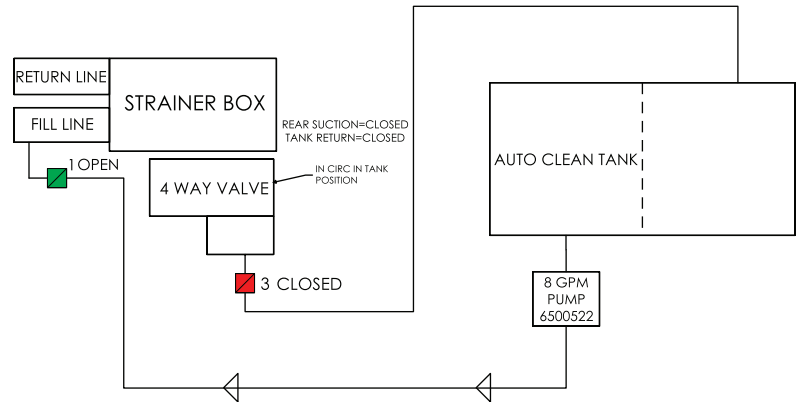 RETURN LINE
STRAINER BOX
FILL LINE
REAR SUCTION=CLOSED
TANK RETURN=CLOSED
1 OPEN
4 WAY VALVE
IN CIRC IN TANK
POSITION
3 CLOSED
AUTO CLEAN TANK
8 GPM
PUMP
6500522